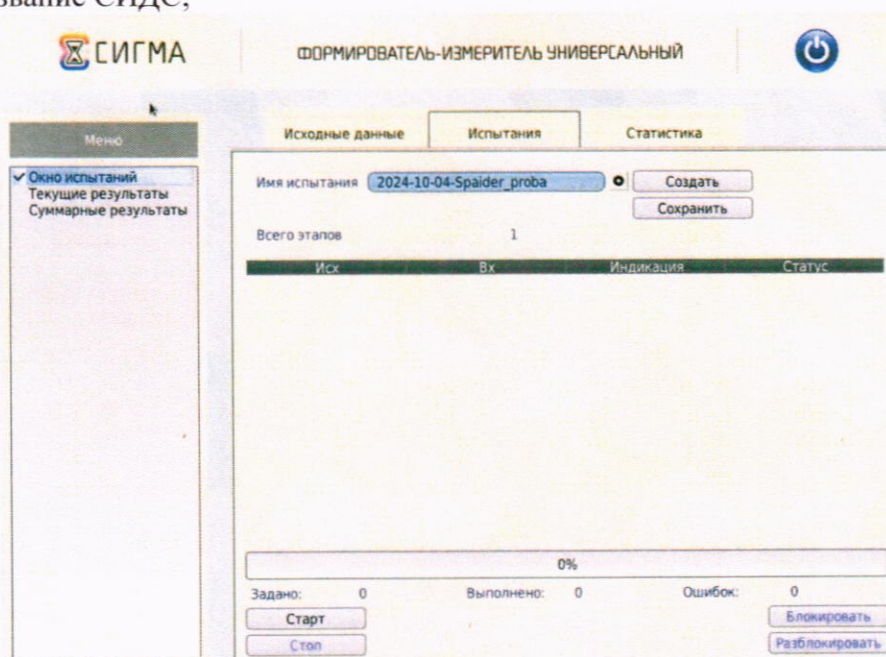 СИГМА
ФОРМИРОВАТЕЛЬ-ИЗМЕРИТЕЛЬ УНИВЕРСАЛЬНЫЙ
Меню
Исходные данные Испытания Статистика
✓ Окно испытаний
Текущие результаты
Суммарные результаты
Имя испытания 2024-10-04-Spaider_proba Создать
Сохранить
Всего этапов 1
Исх Вх Индикация Статус
0%
Задано: 0 Выполнено: 0 Ошибок: 0
Старт Блокировать
Стоп Разблокировать